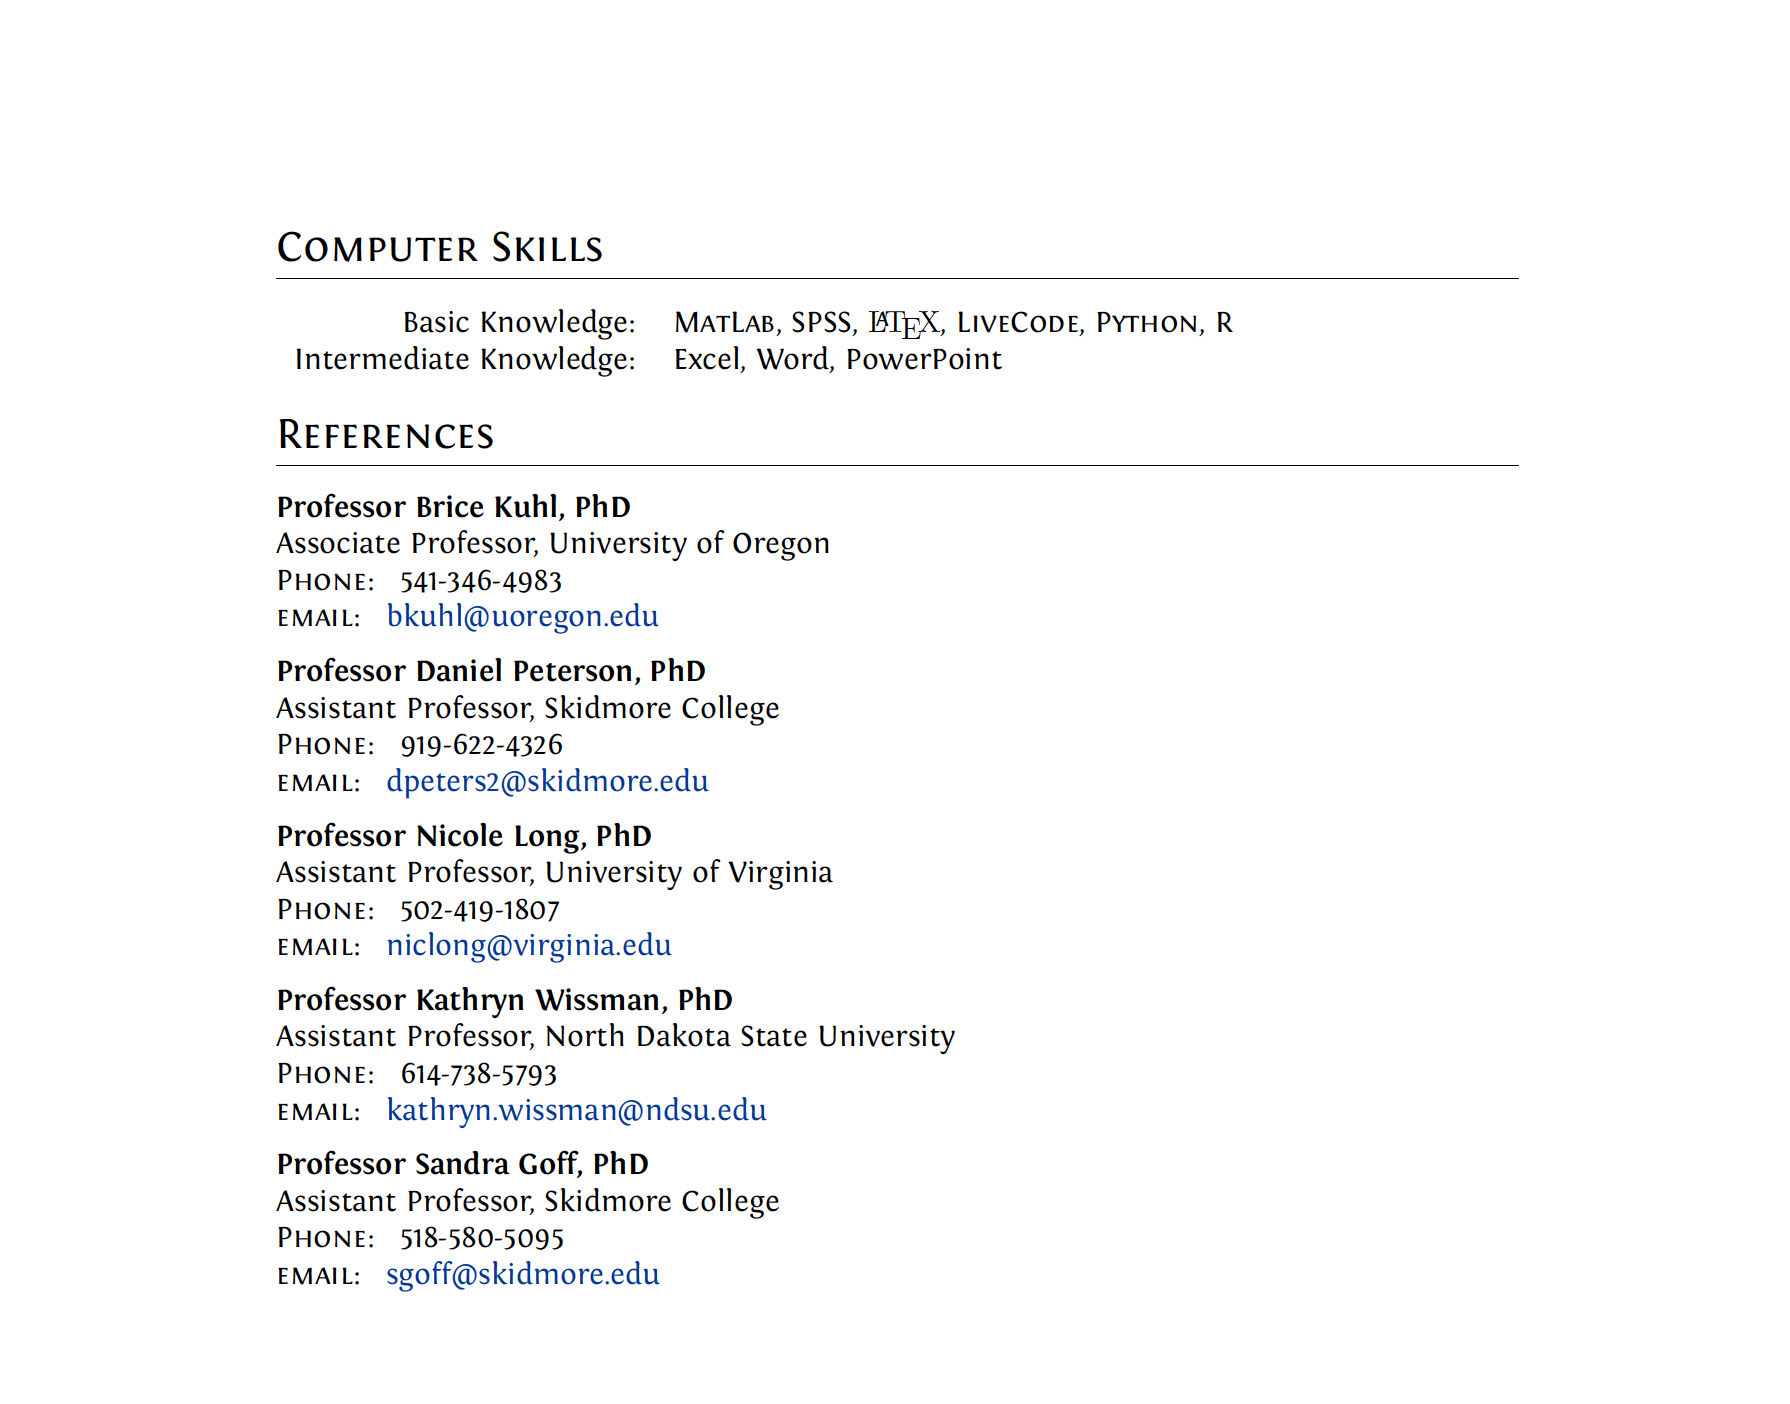 Computer Skills
Basic Knowledge: MatLab, SPSS, LaTeX, LiveCode, Python, R
Intermediate Knowledge: Excel, Word, PowerPoint
References
Professor Brice Kuhl, PhD
Associate Professor, University of Oregon
Phone: 541-346-4983
email: bkuhl@uoregon.edu
Professor Daniel Peterson, PhD
Assistant Professor, Skidmore College
Phone: 919-622-4326
email: dpeters2@skidmore.edu
Professor Nicole Long, PhD
Assistant Professor, University of Virginia
Phone: 502-419-1807
email: niclong@virginia.edu
Professor Kathryn Wissman, PhD
Assistant Professor, North Dakota State University
Phone: 614-738-5793
email: kathryn.wissman@ndsu.edu
Professor Sandra Goff, PhD
Assistant Professor, Skidmore College
Phone: 518-580-5095
email: sgoff@skidmore.edu